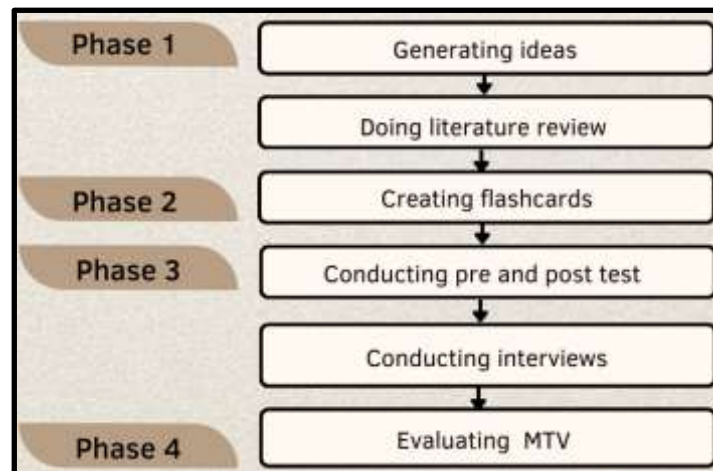 Phase 1
Generating ideas
Doing literature review
Phase 2
Creating flashcards
Phase 3
Conducting pre and post test
Conducting interviews
Phase 4
Evaluating MTV